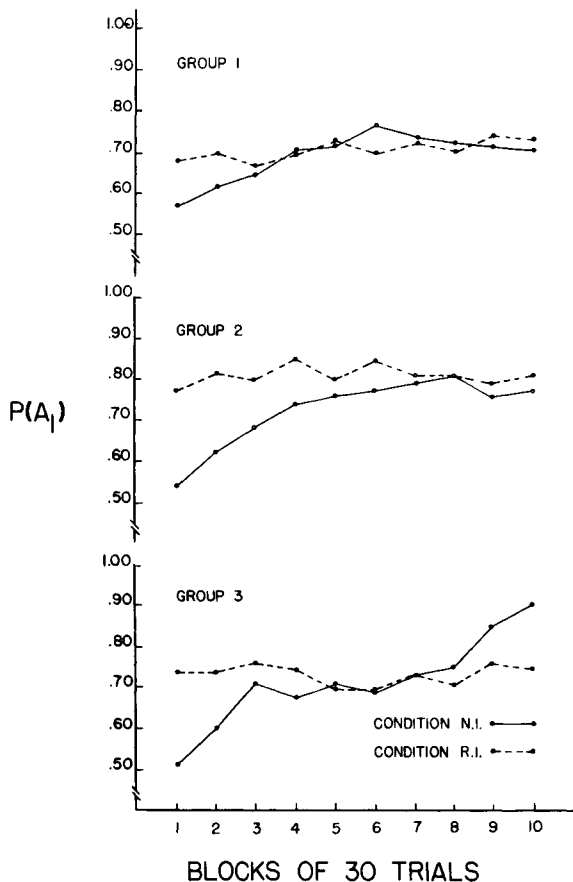 1.00
.90
.80
.70
.60
.50
GROUP 1
1.00
.90
.80
.70
.60
.50
GROUP 2
P(A1)
1.00
.90
.80
.70
.60
.50
GROUP 3
CONDITION N.I.
CONDITION R.I.
1 2 3 4 5 6 7 8 9 10
BLOCKS OF 30 TRIALS